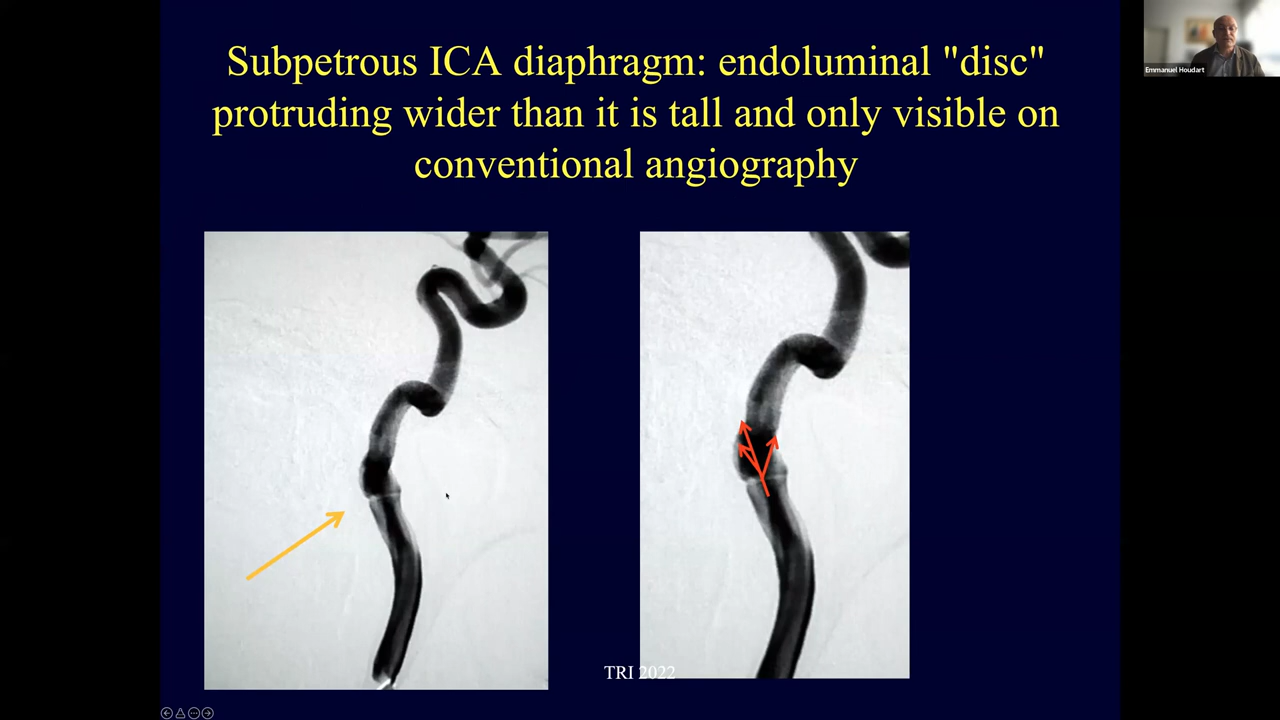 Subpetrous ICA diaphragm: endoluminal "disc"
protruding wider than it is tall and only visible on
conventional angiography
Emmanuel Houdart
TRI 2022